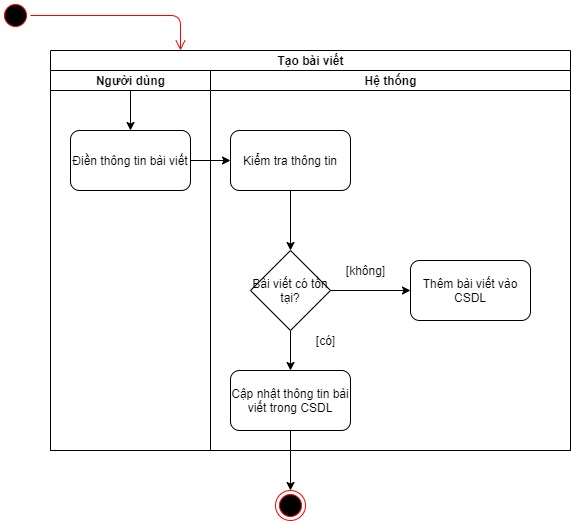 Tạo bài viết
Người dùng
Hệ thống
Điền thông tin bài viết
Kiểm tra thông tin
Bài viết có tồn
tại?
[không]
Thêm bài viết vào
CSDL
[có]
Cập nhật thông tin bài
viết trong CSDL